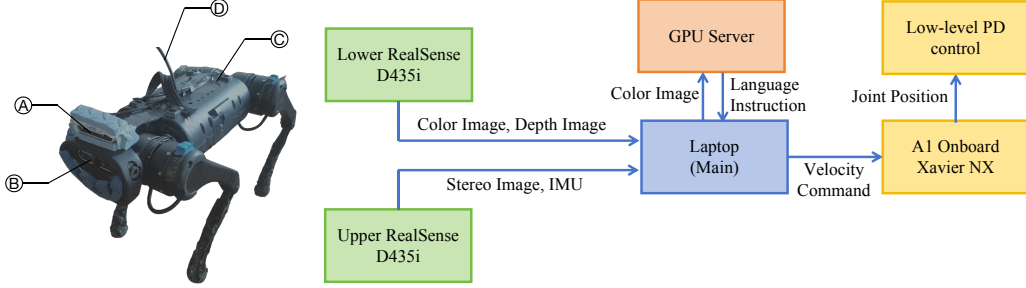 D
C
A
B
Lower RealSense
D435i
Color Image, Depth Image
Stereo Image, IMU
Upper RealSense
D435i
GPU Server
Color Image
Language
Instruction
Laptop
(Main)
Velocity
Command
Low-level PD
control
Joint Position
A1 Onboard
Xavier NX